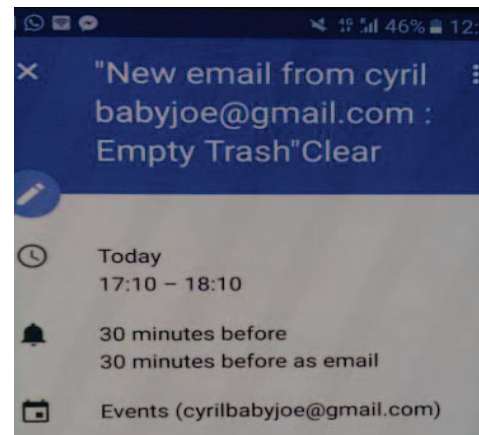 46% 12:
"New email from cyril
babyjoe@gmail.com :
Empty Trash"Clear
Today
17:10 – 18:10
30 minutes before
30 minutes before as email
Events (cyrilbabyjoe@gmail.com)